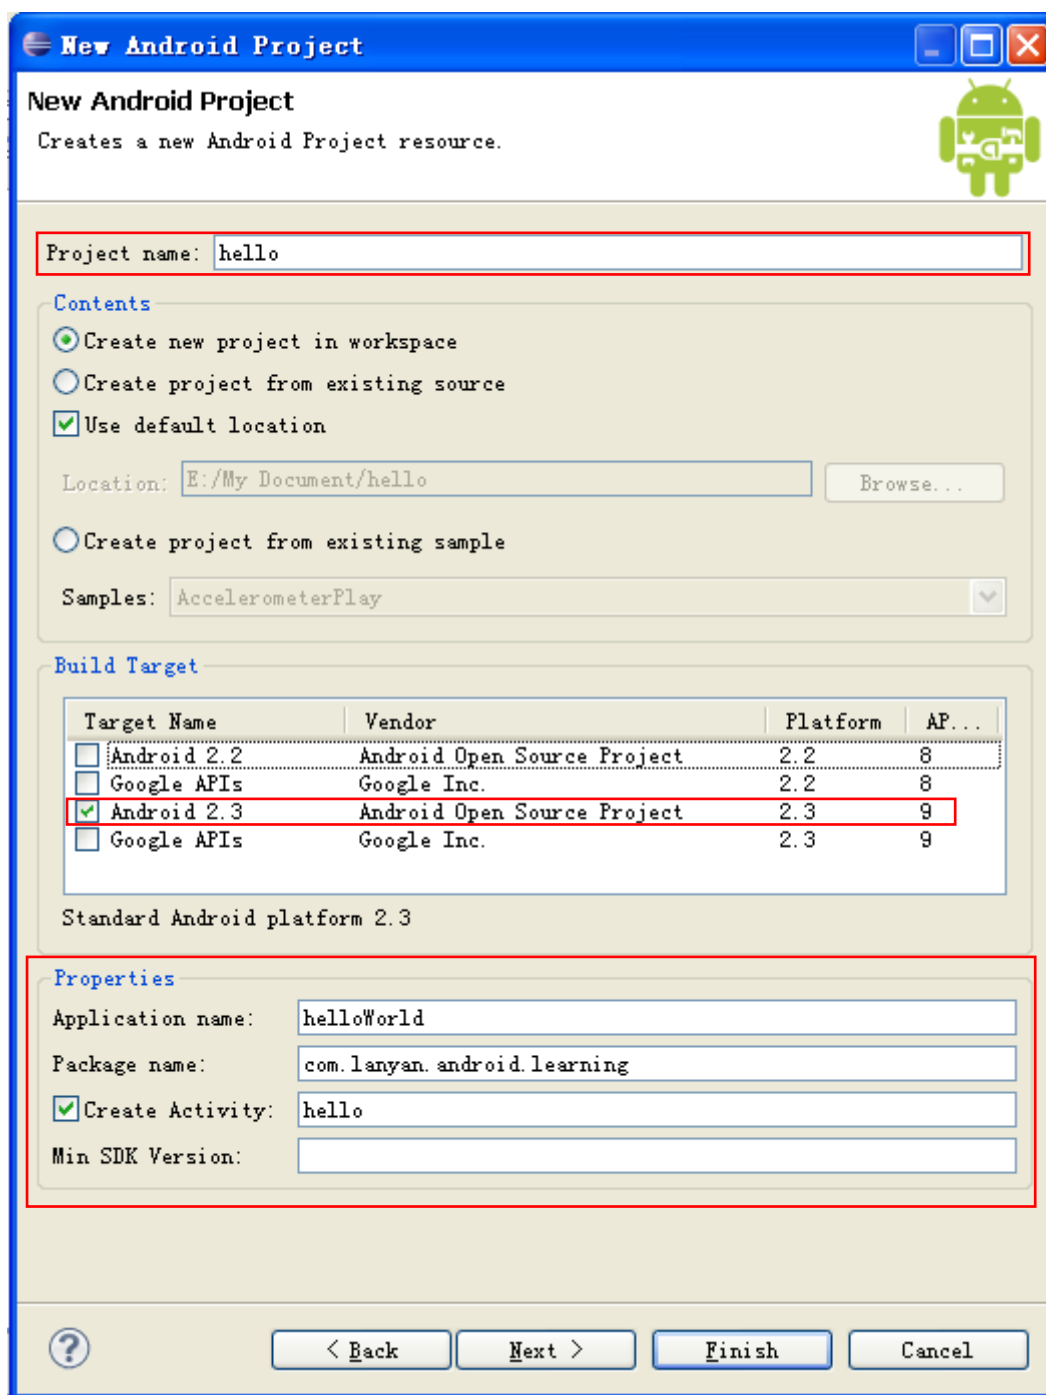 New Android Project
New Android Project
Creates a new Android Project resource.
Project name: hello
Contents
Create new project in workspace
Create project from existing source
Use default location
Location: E:/My Document/hello Browse...
Create project from existing sample
Samples: AccelerometerPlay
Build Target
Target Name Vendor Platform AP...
Android 2.2 Android Open Source Project 2.2 8
Google APIs Google Inc. 2.2 8
Android 2.3 Android Open Source Project 2.3 9
Google APIs Google Inc. 2.3 9
Standard Android platform 2.3
Properties
Application name: helloWorld
Package name: com.lanyan.android.learning
Create Activity: hello
Min SDK Version:
? < Back Next > Finish Cancel